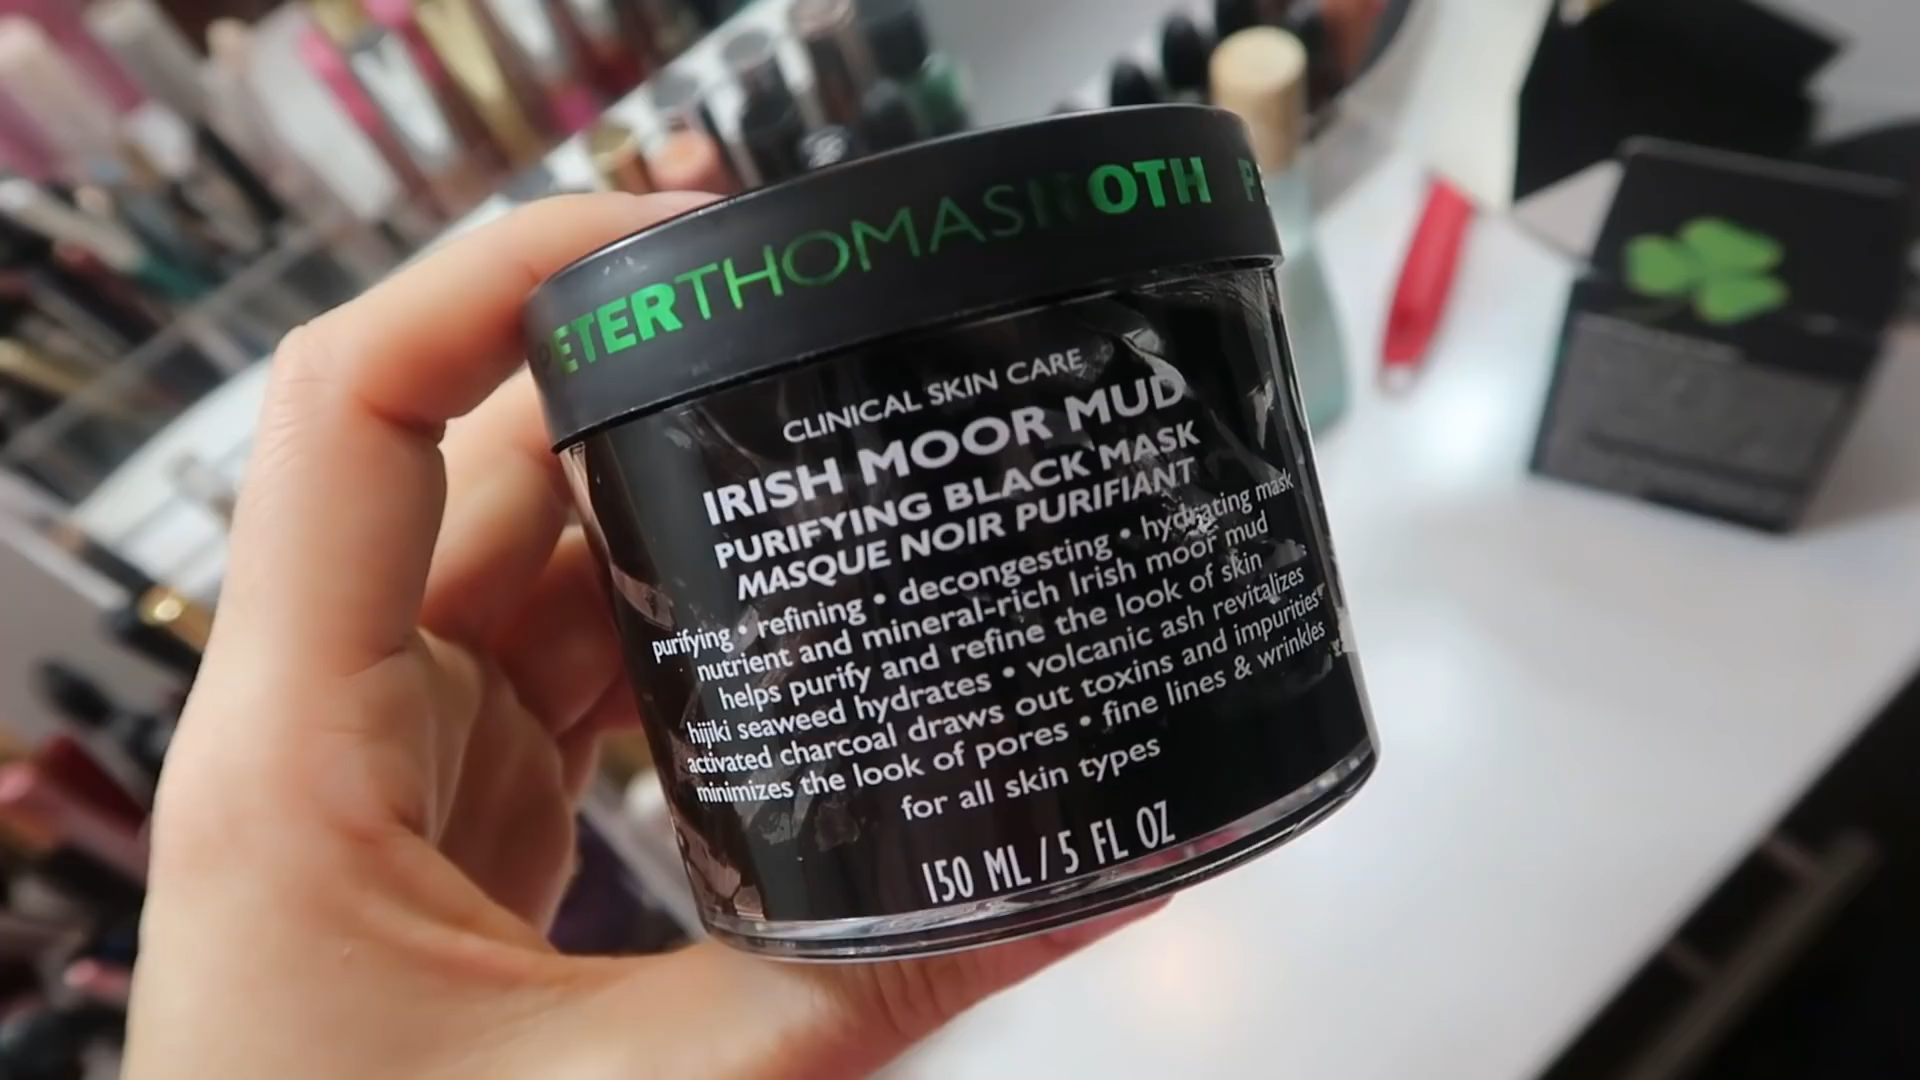 PETERTHOMASROTH
CLINICAL SKIN CARE
IRISH MOOR MUD
PURIFYING BLACK MASK
MASQUE NOIR PURIFIANT
purifying • refining • decongesting • hydrating mask
nutrient and mineral-rich Irish moor mud
helps purify and refine the look of skin
hijiki seaweed hydrates • volcanic ash revitalizes
activated charcoal draws out toxins and impurities
minimizes the look of pores • fine lines & wrinkles
for all skin types
150 ML / 5 FL OZ